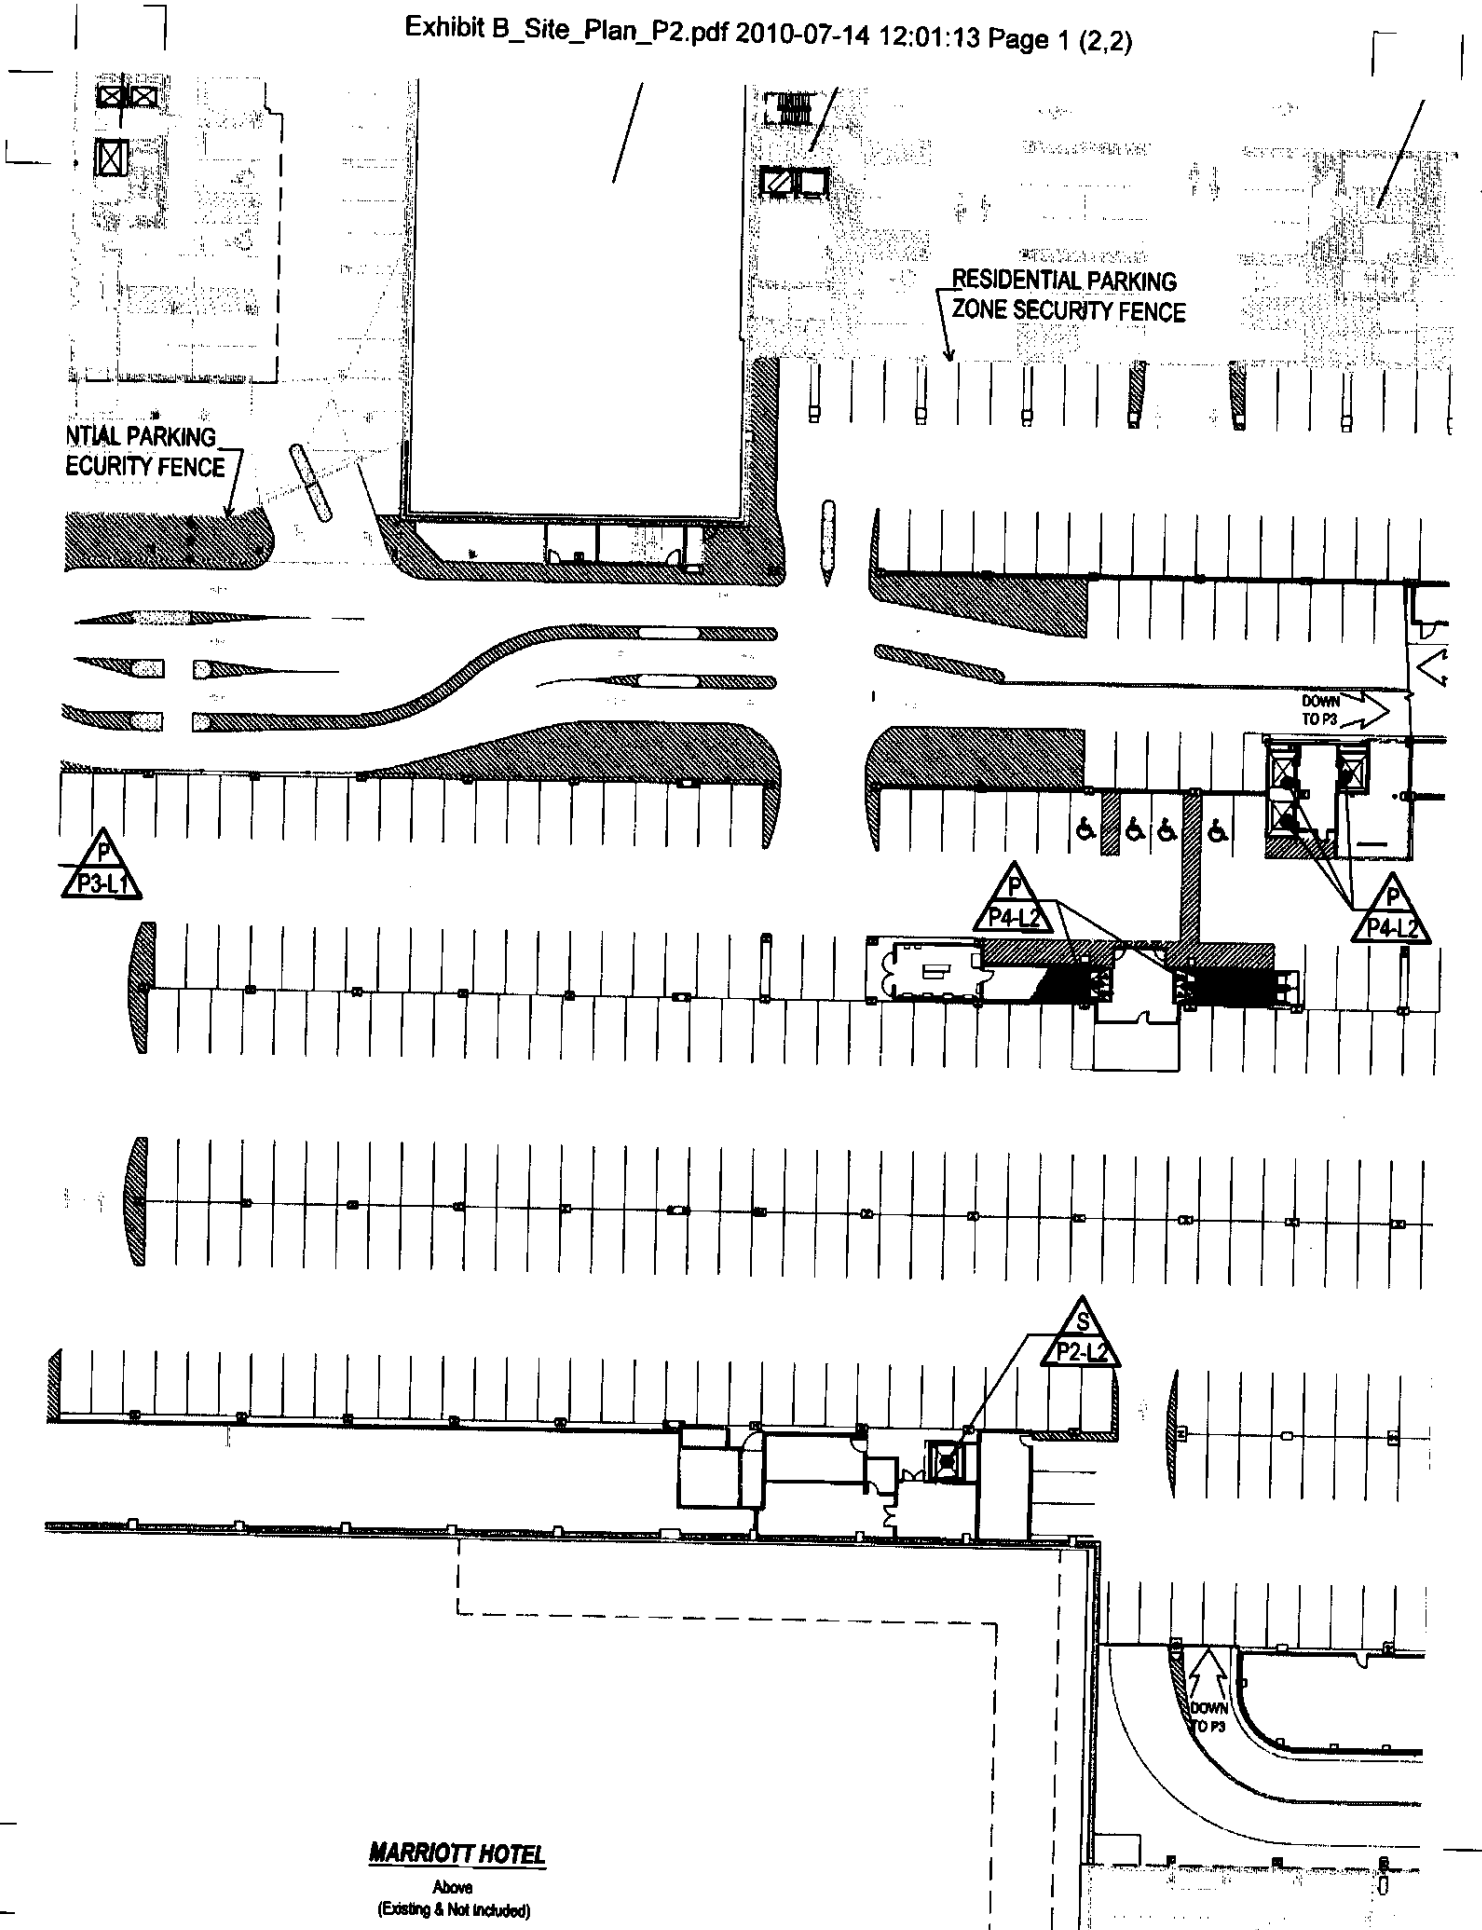 Exhibit B_Site_Plan_P2.pdf 2010-07-14 12:01:13 Page 1 (2,2)
RESIDENTIAL PARKING
ZONE SECURITY FENCE
NTIAL PARKING
ECURITY FENCE
DOWN
TO P3
P
P3-L1
P
P4-L2
P
P4-L2
S
P2-L2
DOWN
TO P3
MARRIOTT HOTEL
Above
(Existing & Not Included)